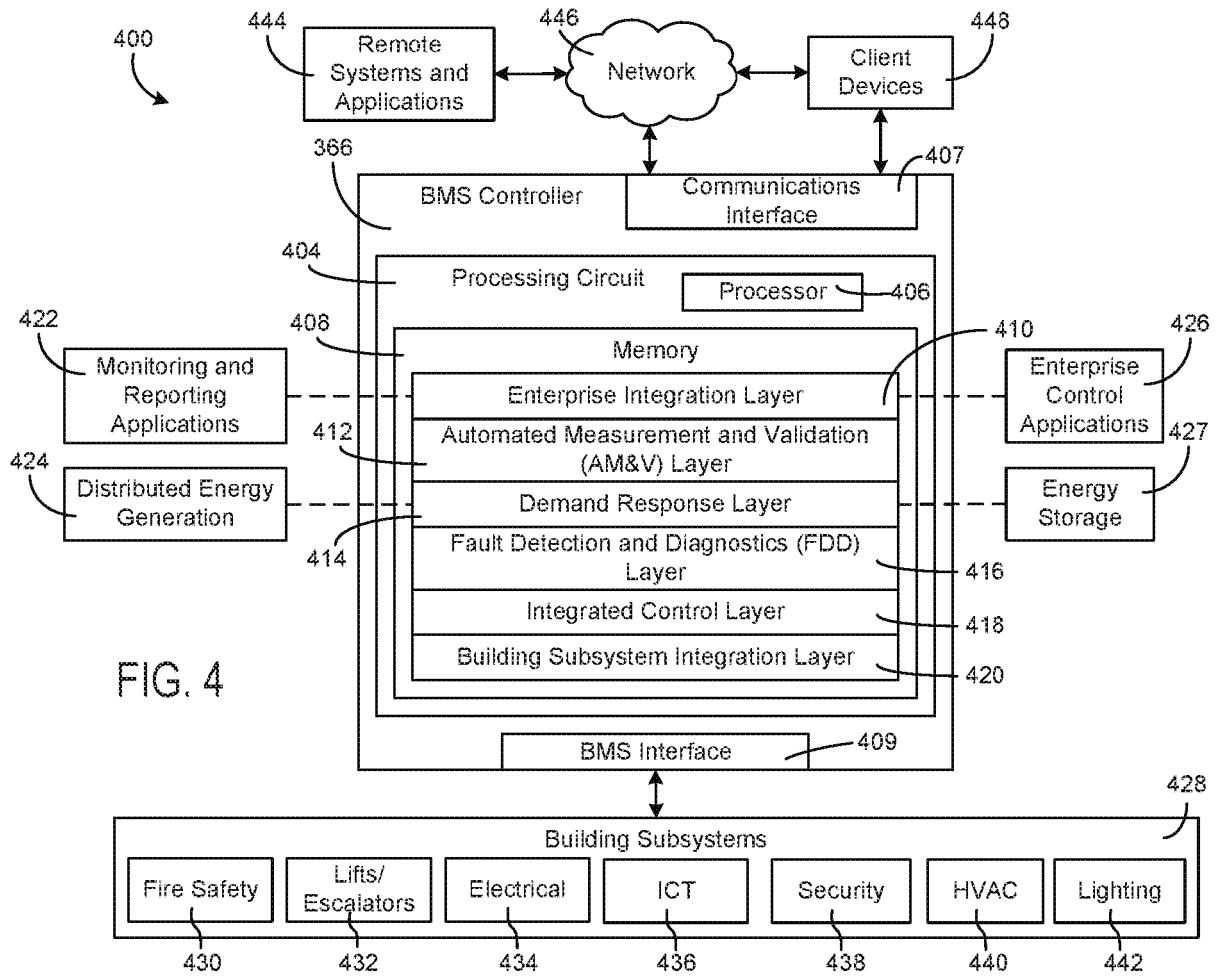 400
444
Remote
Systems and
Applications
446
Network
448
Client
Devices
366
BMS Controller
407
Communications
Interface
404
Processing Circuit
Processor
406
408
Memory
410
422
Monitoring and
Reporting
Applications
Enterprise Integration Layer
426
Enterprise
Control
Applications
412
Automated Measurement and Validation
(AM&V) Layer
424
Distributed Energy
Generation
414
Demand Response Layer
427
Energy
Storage
Fault Detection and Diagnostics (FDD)
Layer
416
Integrated Control Layer
418
Building Subsystem Integration Layer
420
FIG. 4
BMS Interface
409
428
Building Subsystems
Fire Safety
Lifts/
Escalators
Electrical
ICT
Security
HVAC
Lighting
430
432
434
436
438
440
442